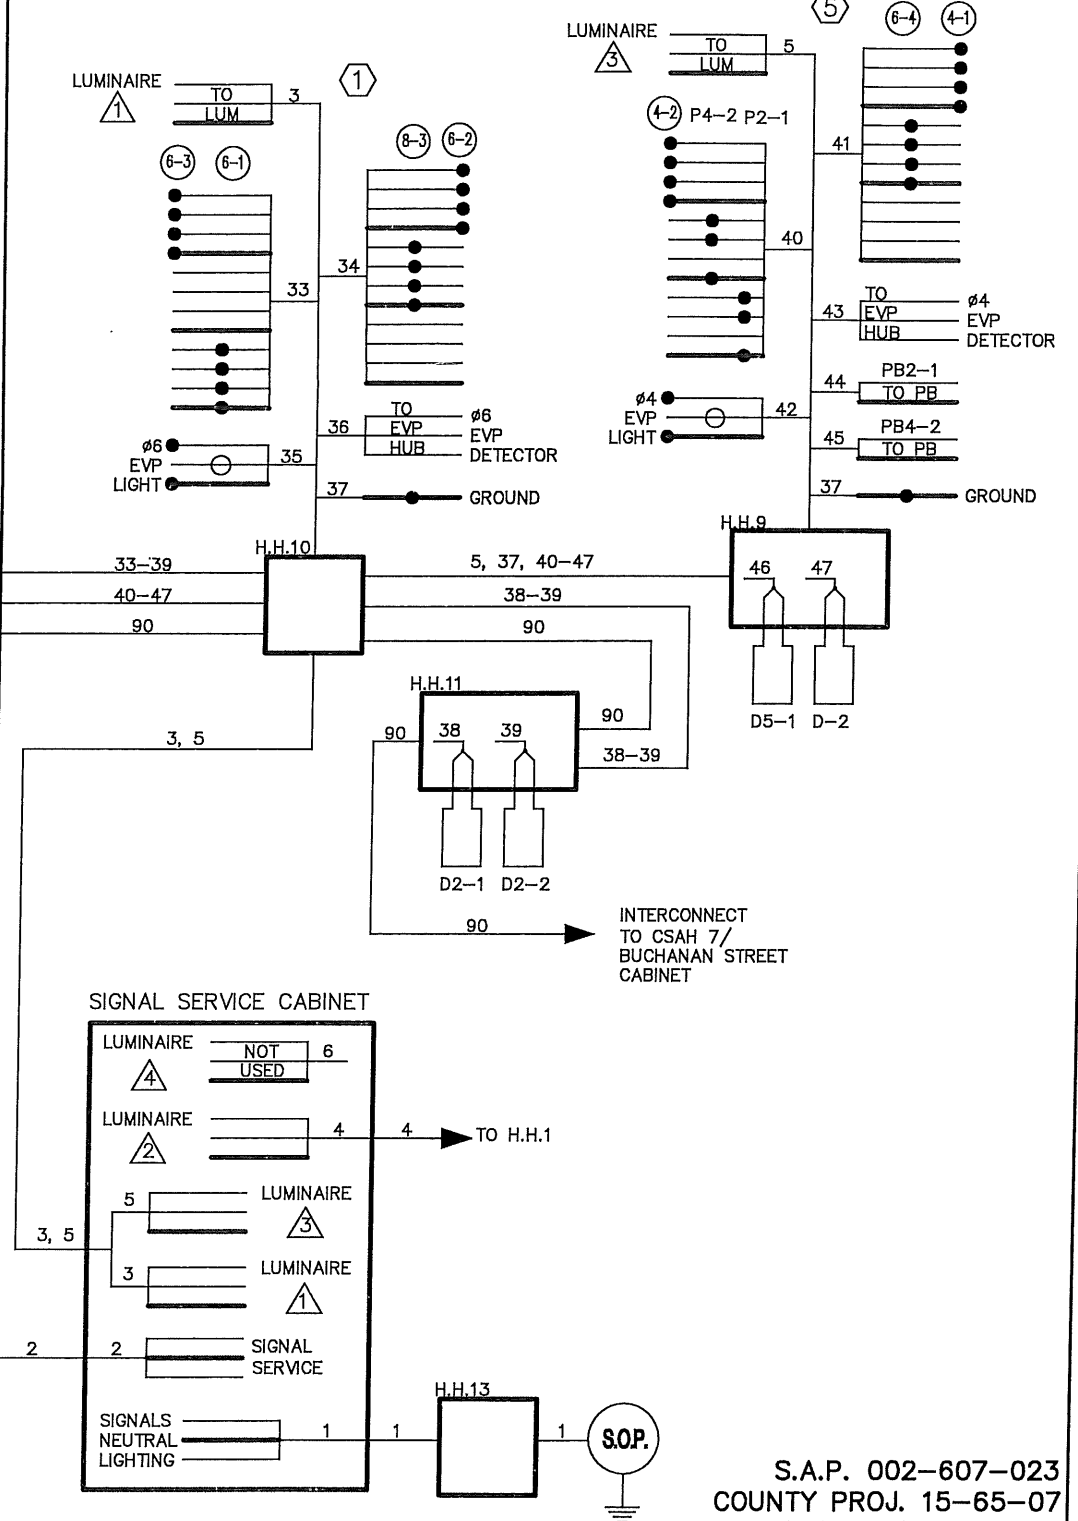 5
6-4 4-1
LUMINAIRE
3
TO
LUM
5
LUMINAIRE
1
TO
LUM
3
1
4-2 P4-2 P2-1
41
8-3 6-2
6-3 6-1
40
34
33
43
TO
EVP
HUB
ø4
EVP
DETECTOR
PB2-1
44
TO PB
ø4
EVP
LIGHT
42
PB4-2
45
TO PB
36
TO
EVP
HUB
ø6
EVP
DETECTOR
ø6
EVP
LIGHT
35
37
GROUND
37
GROUND
H.H.9
46 47
D5-1 D-2
H.H.10
33-39
40-47
90
5, 37, 40-47
38-39
90
H.H.11
90
38 39
90
38-39
3, 5
D2-1 D2-2
90
INTERCONNECT
TO CSAH 7/
BUCHANAN STREET
CABINET
SIGNAL SERVICE CABINET
LUMINAIRE
4
NOT
USED
6
LUMINAIRE
2
4
4
TO H.H.1
5
LUMINAIRE
3
3, 5
3
LUMINAIRE
1
2
2
SIGNAL
SERVICE
SIGNALS
NEUTRAL
LIGHTING
1
1
H.H.13
1
S.O.P.
S.A.P. 002-607-023
COUNTY PROJ. 15-65-07